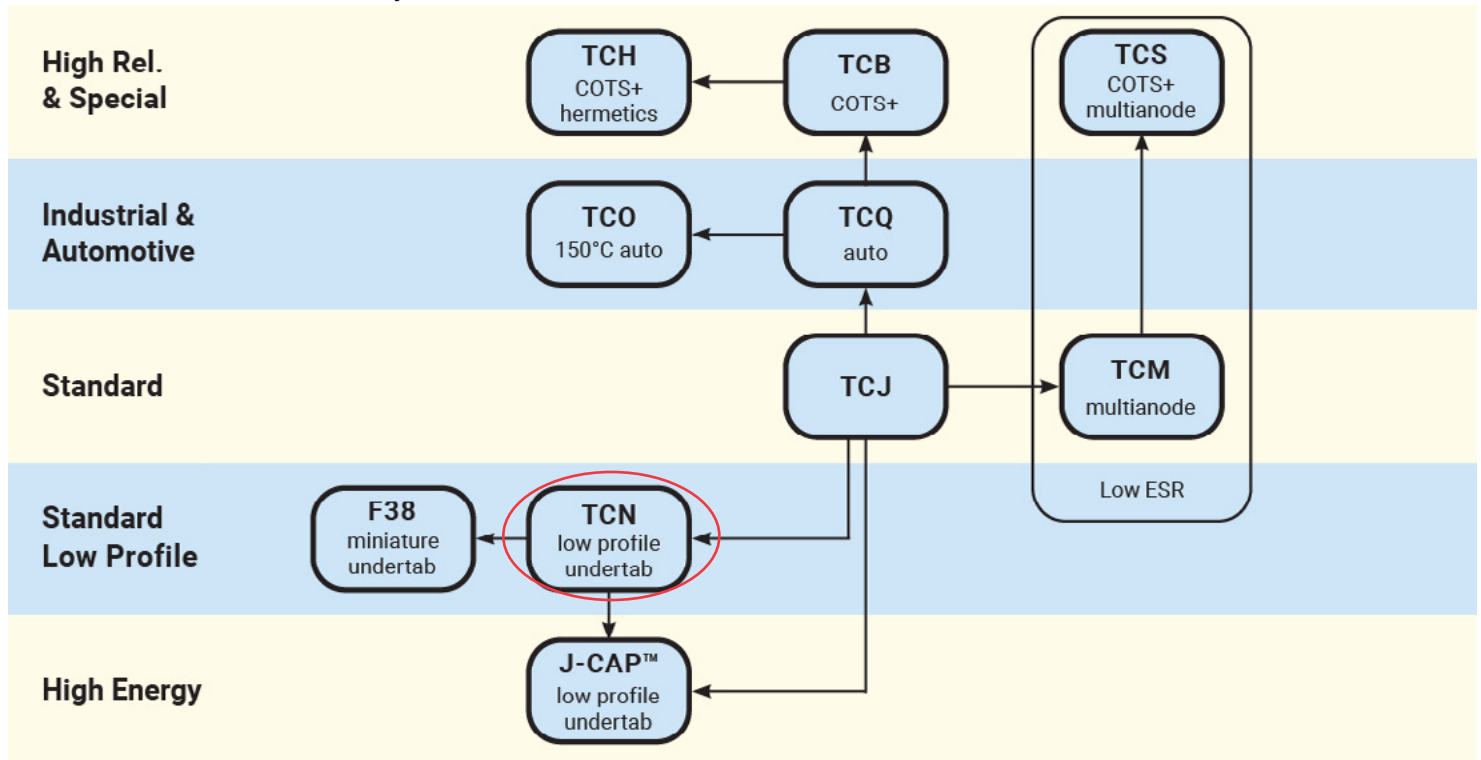 High Rel.
& Special
TCH
COTS+
hermetics
TCB
COTS+
TCS
COTS+
multianode
Industrial &
Automotive
TCO
150°C auto
TCQ
auto
Standard
TCJ
TCM
multianode
Low ESR
Standard
Low Profile
F38
miniature
undertab
TCN
low profile
undertab
High Energy
J-CAP™
low profile
undertab